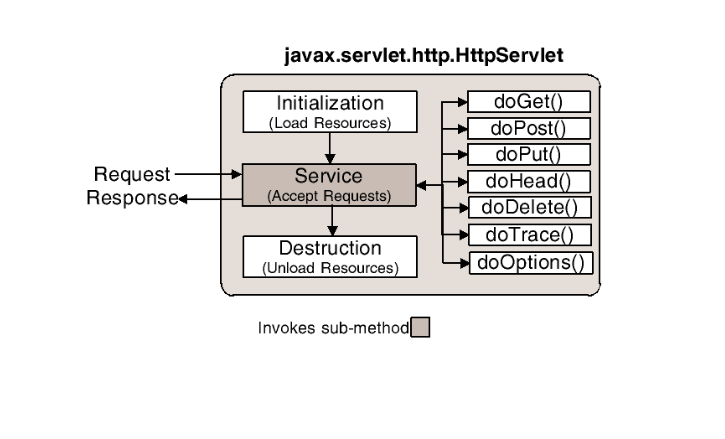 javax.servlet.http.HttpServlet
Initialization
(Load Resources)
Request
Response
Service
(Accept Requests)
Destruction
(Unload Resources)
doGet()
doPost()
doPut()
doHead()
doDelete()
doTrace()
doOptions()
Invokes sub-method